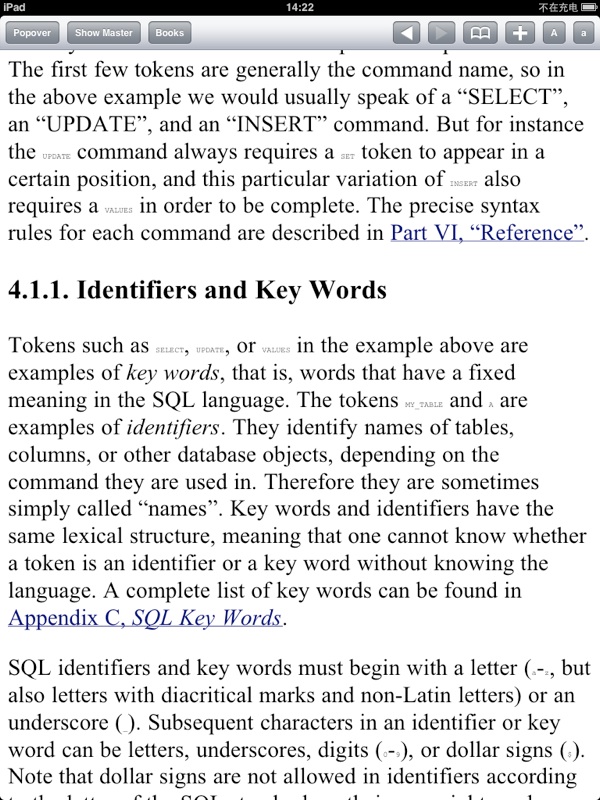 iPad 14:22 不在充电
Popover Show Master Books A a
The first few tokens are generally the command name, so in
the above example we would usually speak of a “SELECT”,
an “UPDATE”, and an “INSERT” command. But for instance
the UPDATE command always requires a SET token to appear in a
certain position, and this particular variation of INSERT also
requires a VALUES in order to be complete. The precise syntax
rules for each command are described in Part VI, “Reference”.
4.1.1. Identifiers and Key Words
Tokens such as SELECT, UPDATE, or VALUES in the example above are
examples of key words, that is, words that have a fixed
meaning in the SQL language. The tokens MY_TABLE and A are
examples of identifiers. They identify names of tables,
columns, or other database objects, depending on the
command they are used in. Therefore they are sometimes
simply called “names”. Key words and identifiers have the
same lexical structure, meaning that one cannot know whether
a token is an identifier or a key word without knowing the
language. A complete list of key words can be found in
Appendix C, SQL Key Words.
SQL identifiers and key words must begin with a letter (a-z, but
also letters with diacritical marks and non-Latin letters) or an
underscore (_). Subsequent characters in an identifier or key
word can be letters, underscores, digits (0-9), or dollar signs ($).
Note that dollar signs are not allowed in identifiers according